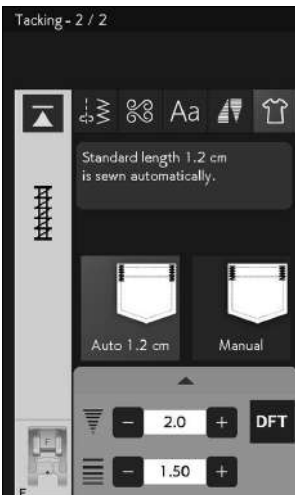 Tacking - 2 / 2
Aa
Standard length 1.2 cm
is sewn automatically.
Auto 1.2 cm
Manual
− 2.0 + DFT
− 1.50 +
F
F